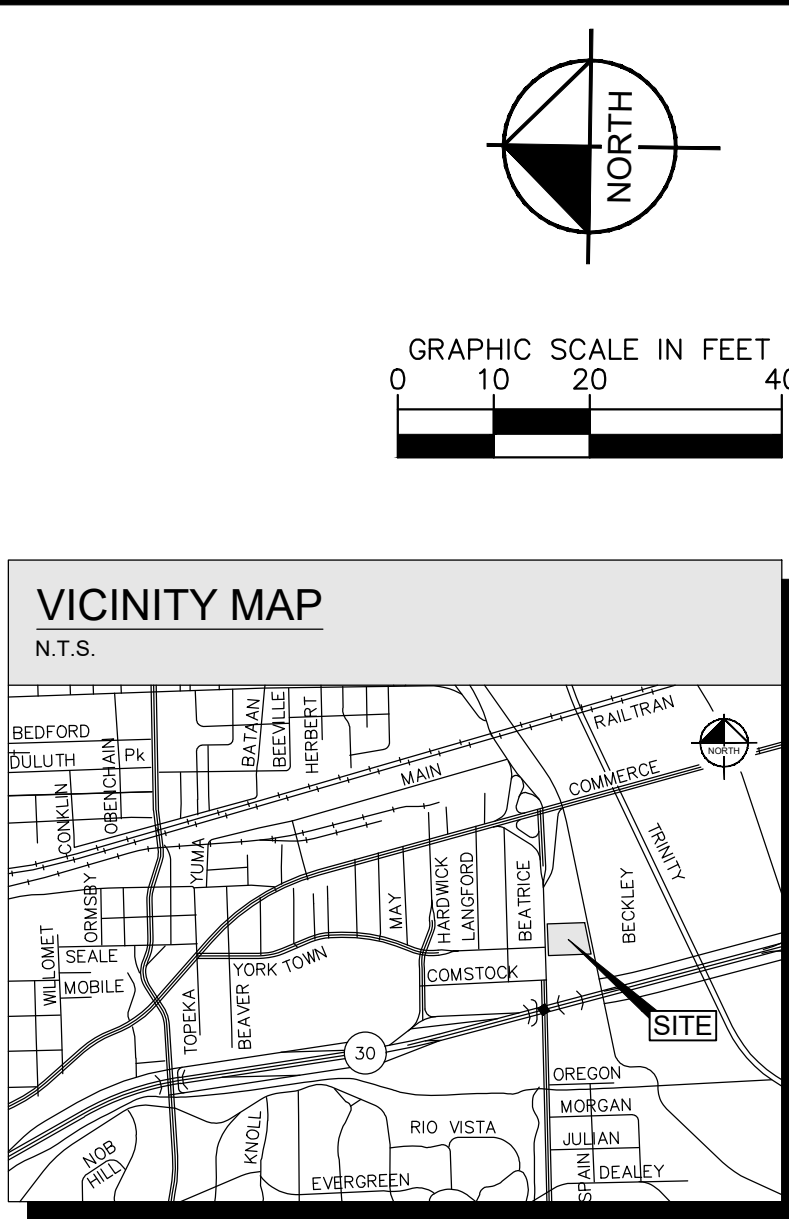 NORTH
GRAPHIC SCALE IN FEET
0 10 20 40
VICINITY MAP
N.T.S.
BEDFORD
DULUTH
OBENCHAIN
Pk
CONKLIN
BATAAN
BEEVILLE
HERBERT
RAILTRAN
NORTH
MAIN
COMMERCE
YUMA
TRINITY
ORMSBY
MAY
HARDWICK
LANGFORD
BEATRICE
BECKLEY
WILLOMET
SEALE
MOBILE
YORK TOWN
COMSTOCK
TOPEKA
BEAVER
SITE
30
OREGON
MORGAN
JULIAN
SPAIN
DEALEY
RIO VISTA
KNOLL
NOB
HILL
EVERGREEN